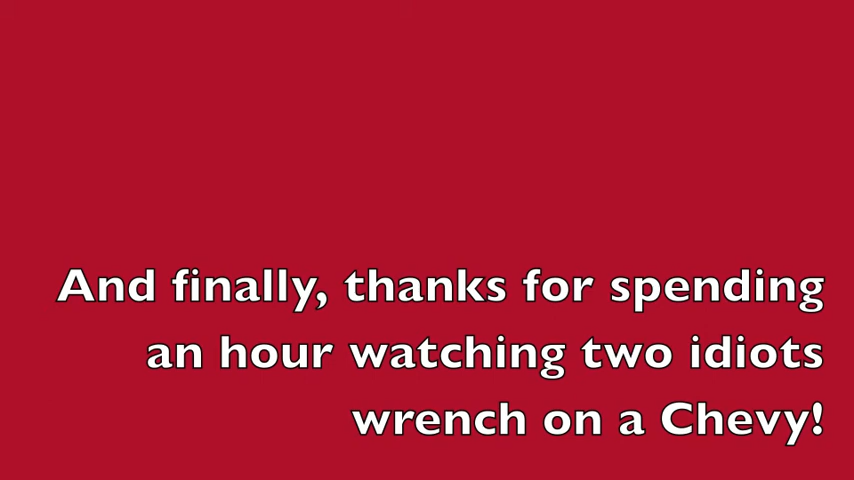 And finally, thanks for spending
an hour watching two idiots
wrench on a Chevy!